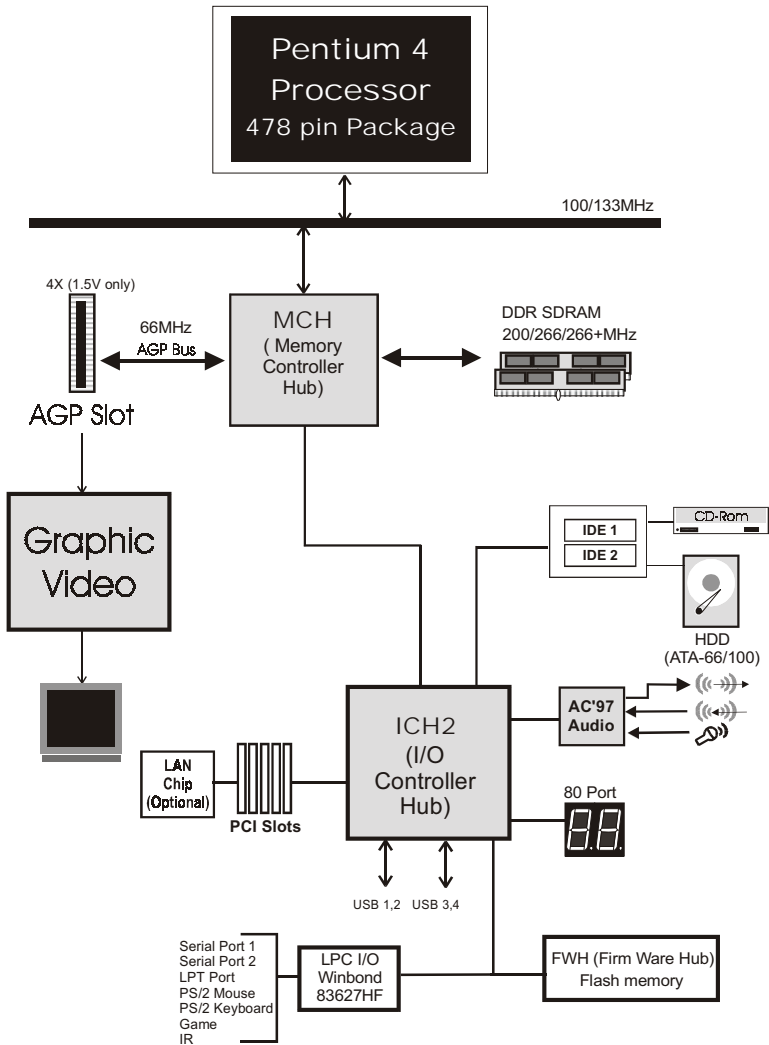 Pentium 4
Processor
478 pin Package
100/133MHz
4X (1.5V only)
66MHz
AGP Bus
AGP Slot
MCH
( Memory
Controller
Hub)
DDR SDRAM
200/266/266+MHz
Graphic
Video
IDE 1
IDE 2
CD-Rom
HDD
(ATA-66/100)
ICH2
(I/O
Controller
Hub)
AC'97
Audio
LAN
Chip
(Optional)
PCI Slots
80 Port
88
USB 1,2
USB 3,4
Serial Port 1
Serial Port 2
LPT Port
PS/2 Mouse
PS/2 Keyboard
Game
IR
LPC I/O
Winbond
83627HF
FWH (Firm Ware Hub)
Flash memory